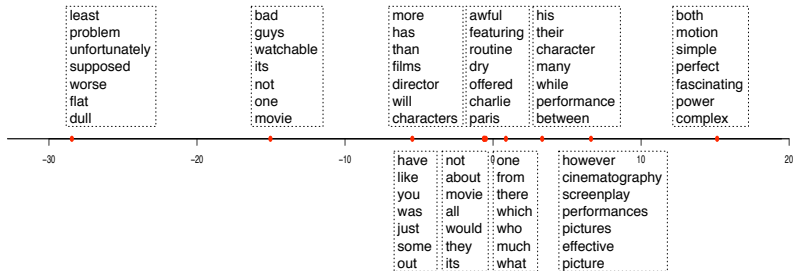 least
problem
unfortunately
supposed
worse
flat
dull
bad
guys
watchable
its
not
one
movie
more
has
than
films
director
will
characters
awful
featuring
routine
dry
offered
charlie
paris
his
their
character
many
while
performance
between
both
motion
simple
perfect
fascinating
power
complex
−30
−20
−10
0
10
20
have
like
you
was
just
some
out
not
about
movie
all
would
they
its
one
from
there
which
who
much
what
however
cinematography
screenplay
performances
pictures
effective
picture